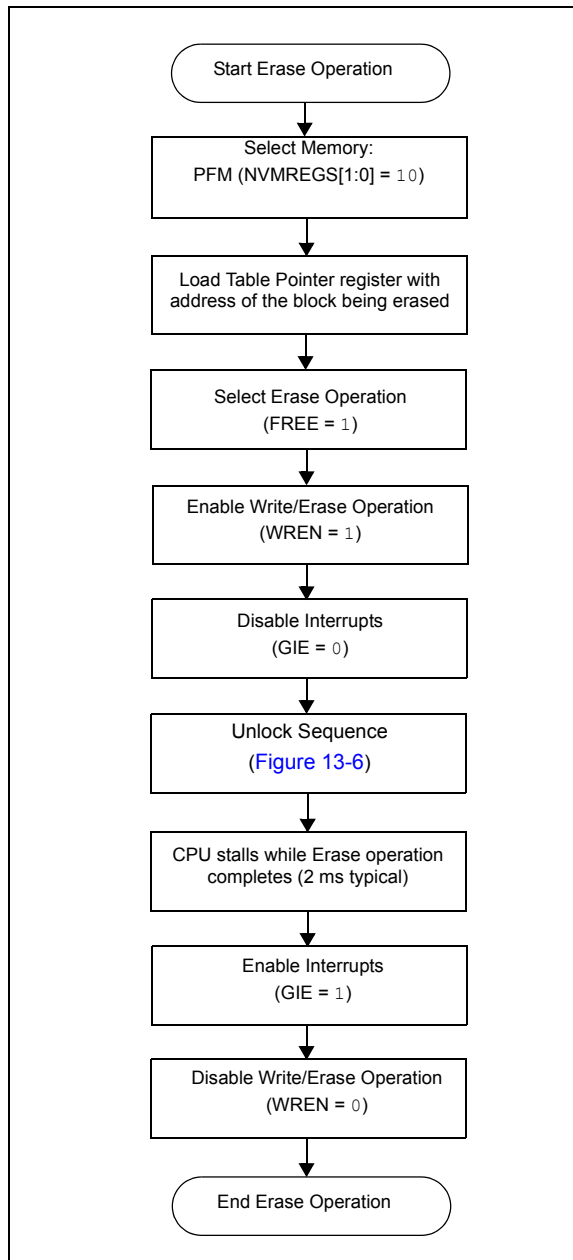 Start Erase Operation
Select Memory:
PFM (NVMREGS[1:0] = 10)
Load Table Pointer register with
address of the block being erased
Select Erase Operation
(FREE = 1)
Enable Write/Erase Operation
(WREN = 1)
Disable Interrupts
(GIE = 0)
Unlock Sequence
(Figure 13-6)
CPU stalls while Erase operation
completes (2 ms typical)
Enable Interrupts
(GIE = 1)
Disable Write/Erase Operation
(WREN = 0)
End Erase Operation